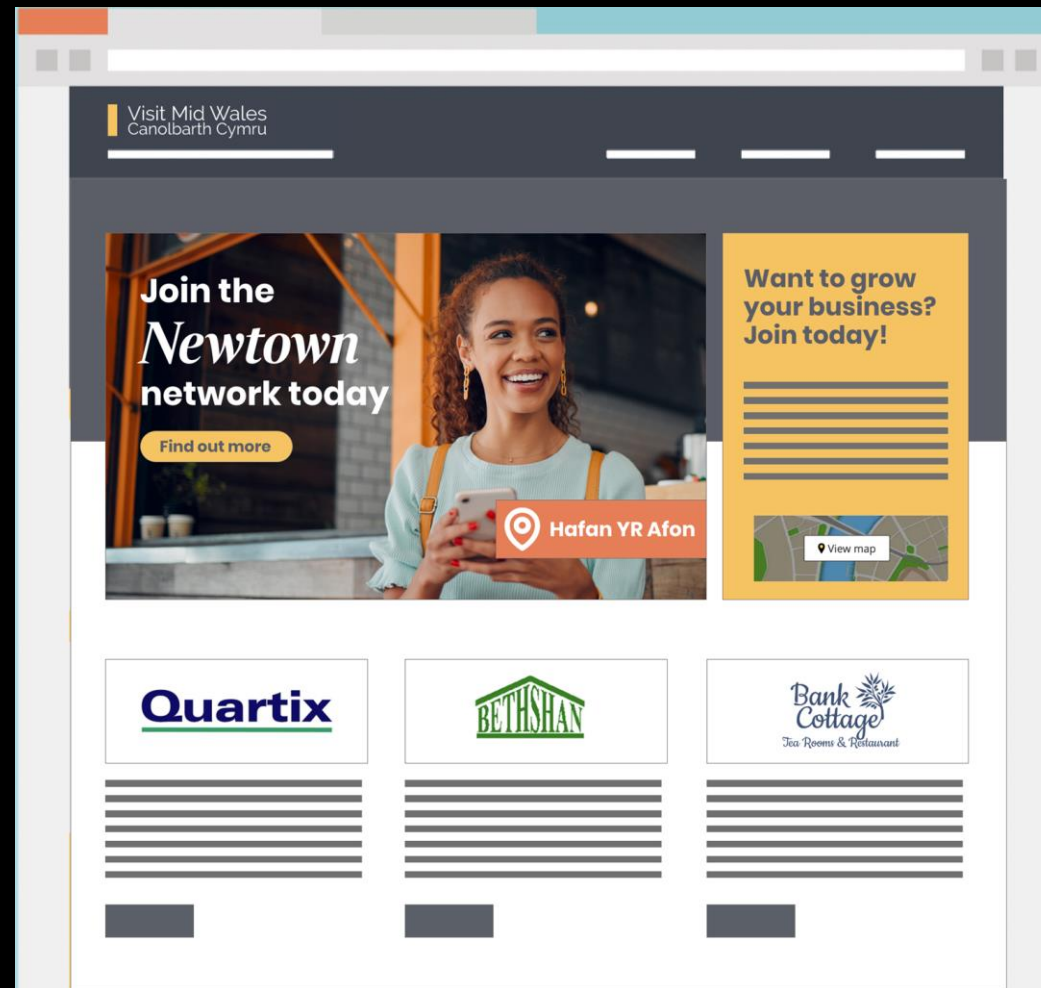 Visit Mid Wales
Canolbarth Cymru
Join the
Newtown
network today
Find out more
Hafan YR Afon
Want to grow
your business?
Join today!
View map
Quartix
BETHSHAN
Bank
Cottage
Tea Rooms & Restaurant